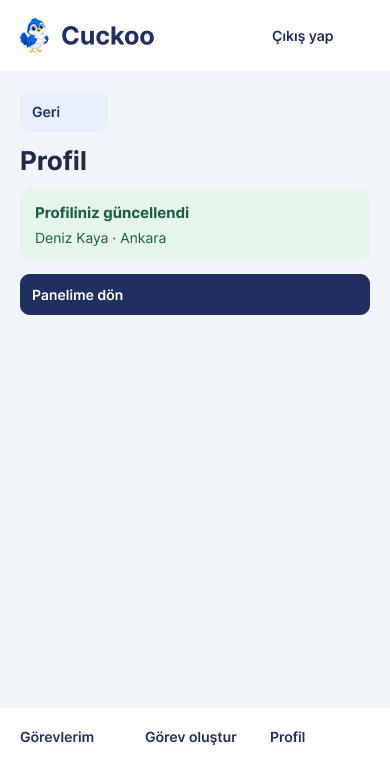 Cuckoo
Çıkış yap
Geri
Profil
Profiliniz güncellendi
Deniz Kaya · Ankara
Panelime dön
Görevlerim
Görev oluştur
Profil